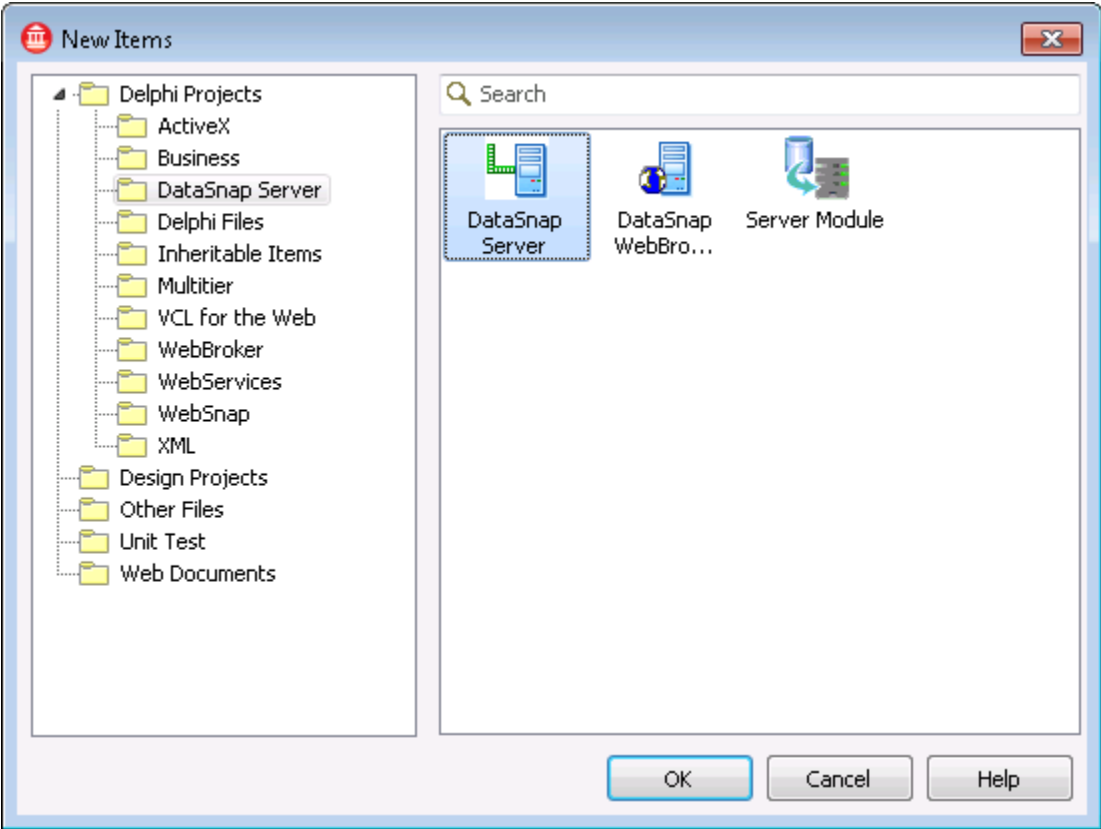 New Items
Delphi Projects
ActiveX
Business
DataSnap Server
Delphi Files
Inheritable Items
Multitier
VCL for the Web
WebBroker
WebServices
WebSnap
XML
Design Projects
Other Files
Unit Test
Web Documents
Search
DataSnap
Server
DataSnap
WebBro...
Server Module
OK
Cancel
Help